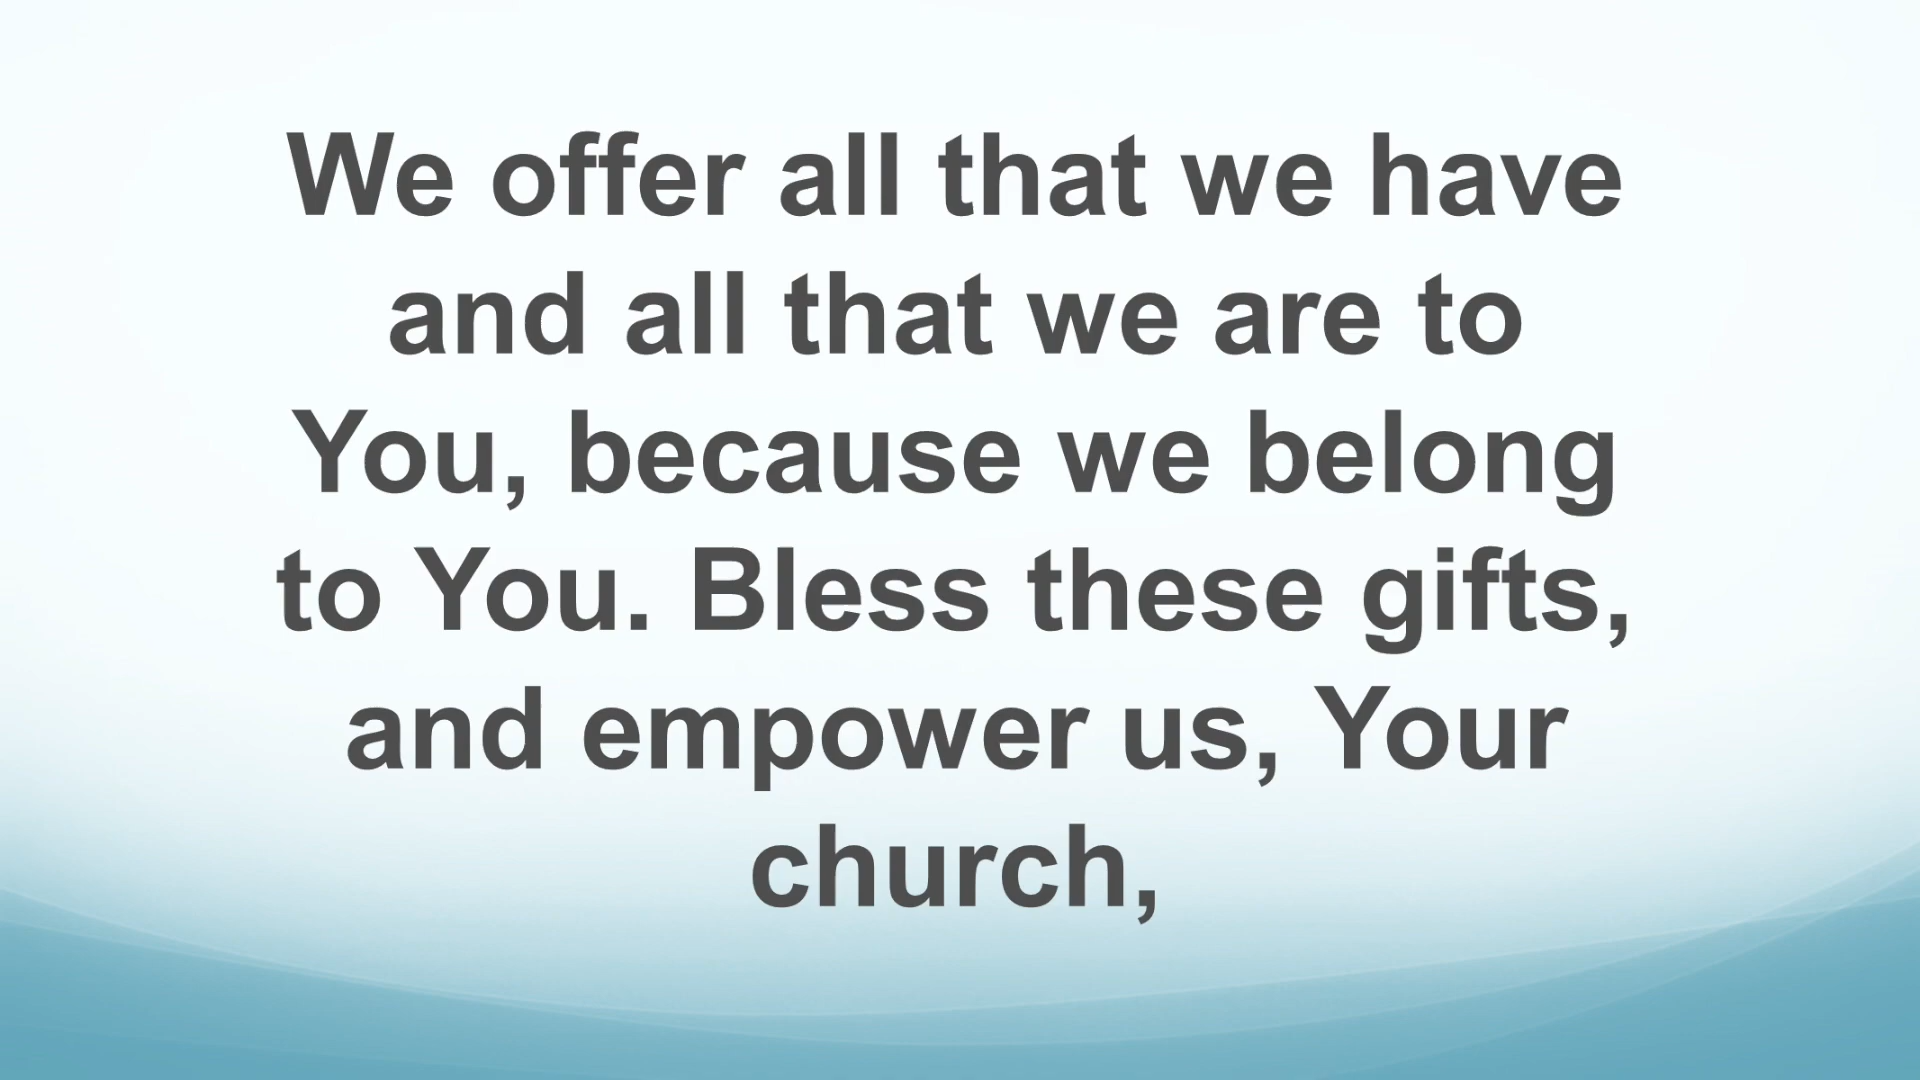 We offer all that we have
and all that we are to
You, because we belong
to You. Bless these gifts,
and empower us, Your
church,